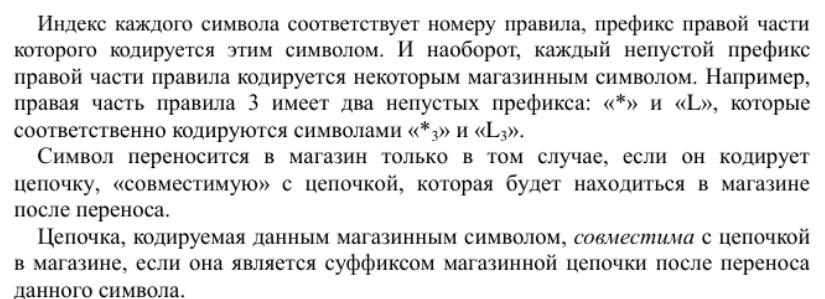 Индекс каждого символа соответствует номеру правила, префикс правой части
которого кодируется этим символом. И наоборот, каждый непустой префикс
правой части правила кодируется некоторым магазинным символом. Например,
правая часть правила 3 имеет два непустых префикса: «*» и «L», которые
соответственно кодируются символами «*₃» и «L₃».
Символ переносится в магазин только в том случае, если он кодирует
цепочку, «совместимую» с цепочкой, которая будет находиться в магазине
после переноса.
Цепочка, кодируемая данным магазинным символом, совместима с цепочкой
в магазине, если она является суффиксом магазинной цепочки после переноса
данного символа.